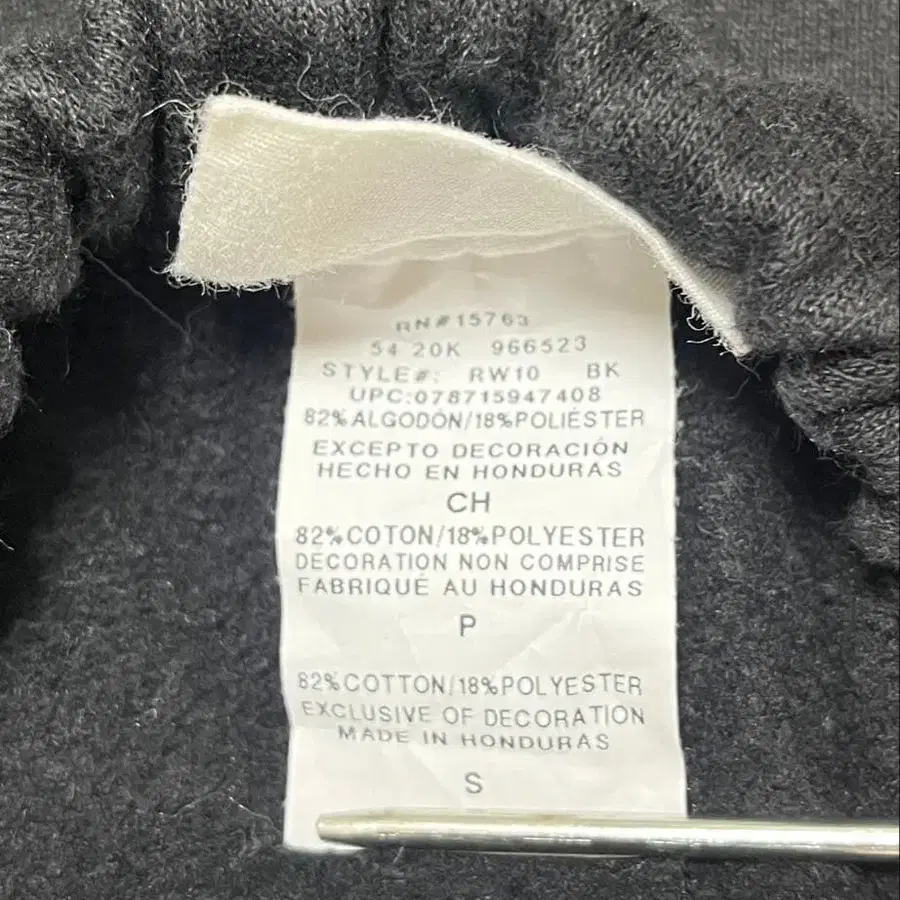 RN#15763
54 20K 966523
STYLE#: RW10 BK
UPC:078715947408
82%ALGODÓN/18%POLIÉSTER
EXCEPTO DECORACIÓN
HECHO EN HONDURAS
CH
82%COTON/18%POLYESTER
DÉCORATION NON COMPRISE
FABRIQUÉ AU HONDURAS
P
82%COTTON/18%POLYESTER
EXCLUSIVE OF DECORATION
MADE IN HONDURAS
S